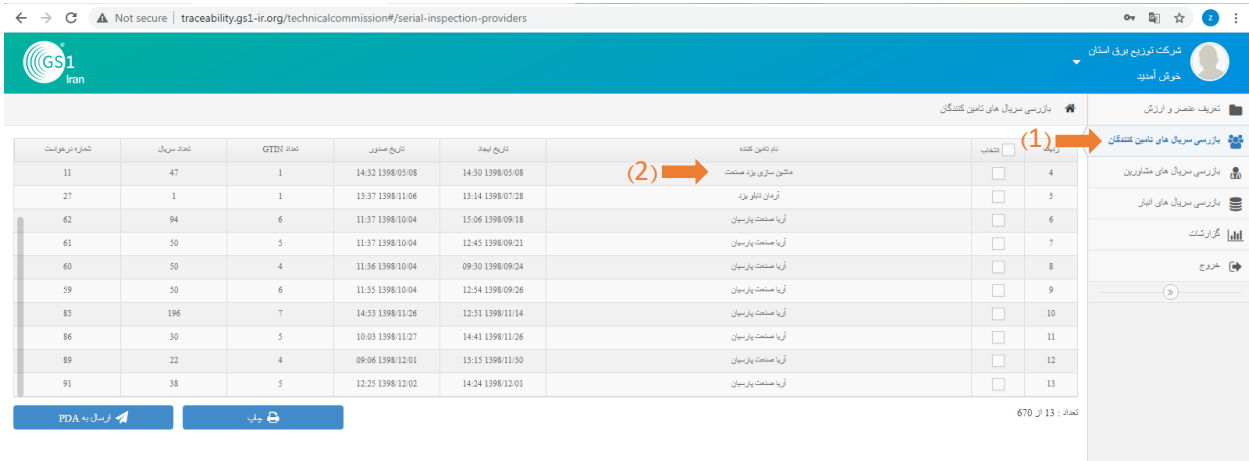 Not secure | traceability.gs1-ir.org/technicalcommission#/serial-inspection-providers
GS1 Iran
شرکت توزیع برق استان
خوش آمدید
تعریف عنصر و ارزش
بازرسی سریال های تامین کنندگان
بازرسی سریال های مشاورین
بازرسی سریال های انبار
گزارشات
خروج
بازرسی سریال های تامین کنندگان
(1)
(2)
ردیف انتخاب نام تامین کننده تاریخ ایجاد تاریخ صدور تعداد GTIN تعداد سریال شماره درخواست
4 ماشین سازی یزد صنعت 14:30 1398/05/08 14:32 1398/05/08 1 47 11
5 آرمان تابلو یزد 13:14 1398/07/28 13:37 1398/11/06 1 1 27
6 آریا صنعت پارسیان 15:06 1398/09/18 11:37 1398/10/04 6 94 62
7 آریا صنعت پارسیان 12:45 1398/09/21 11:37 1398/10/04 5 50 61
8 آریا صنعت پارسیان 09:30 1398/09/24 11:36 1398/10/04 4 50 60
9 آریا صنعت پارسیان 12:54 1398/09/26 11:35 1398/10/04 6 50 59
10 آریا صنعت پارسیان 12:51 1398/11/14 14:53 1398/11/26 7 196 85
11 آریا صنعت پارسیان 14:41 1398/11/26 10:03 1398/11/27 5 30 86
12 آریا صنعت پارسیان 13:15 1398/11/30 09:06 1398/12/01 4 22 89
13 آریا صنعت پارسیان 14:24 1398/12/01 12:25 1398/12/02 5 38 91
تعداد : 13 از 670
چاپ
ارسال به PDA